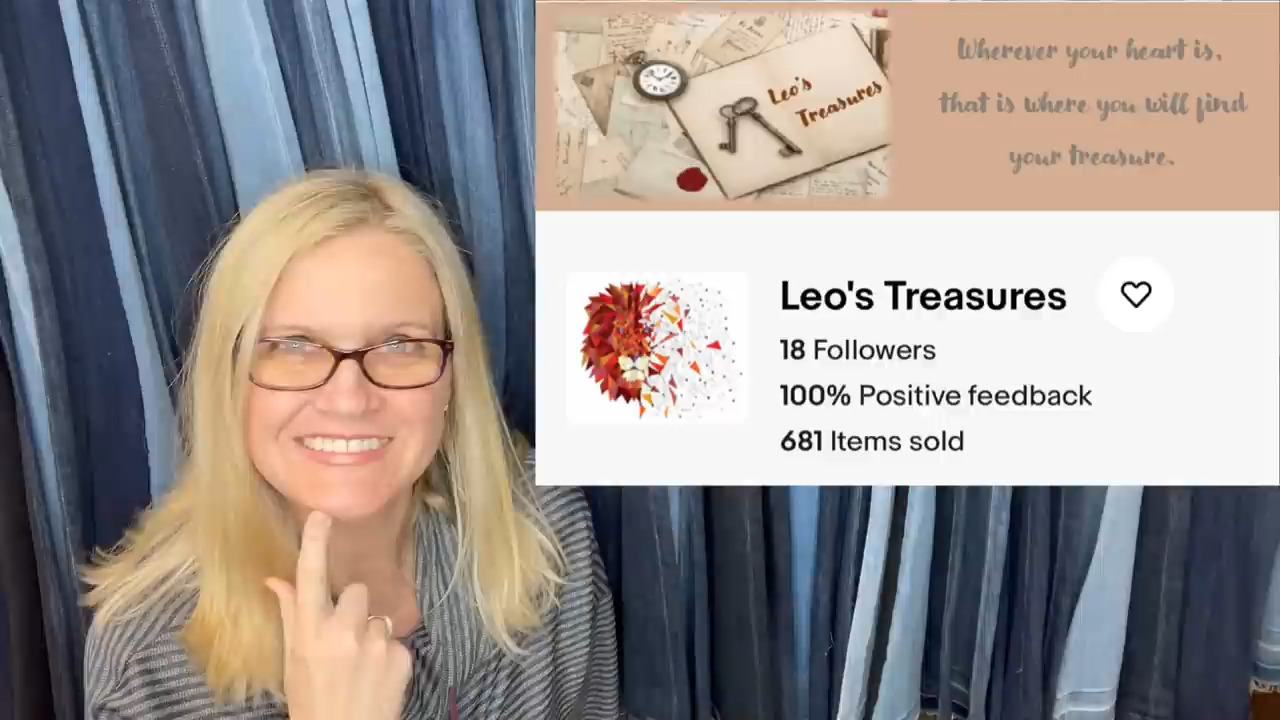 Leo's
Treasures
Wherever your heart is,
that is where you will find
your treasure.
Leo's Treasures
18 Followers
100% Positive feedback
681 Items sold